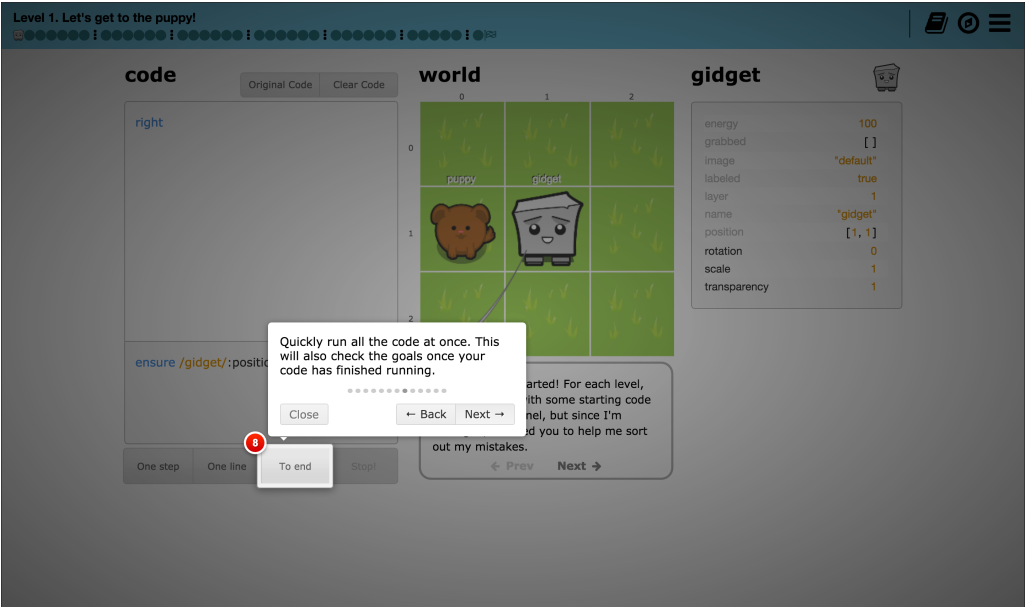 Level 1. Let's get to the puppy!
code
Original Code
Clear Code
right
ensure /gidget/:positio
One step
One line
To end
Stop!
8
Quickly run all the code at once. This
will also check the goals once your
code has finished running.
Close
← Back
Next →
world
0
1
2
0
1
2
puppy
gidget
arted! For each level,
ith some starting code
nel, but since I'm
ed you to help me sort
out my mistakes.
← Prev
Next →
gidget
energy 100
grabbed [ ]
image "default"
labeled true
layer 1
name "gidget"
position [1, 1]
rotation 0
scale 1
transparency 1